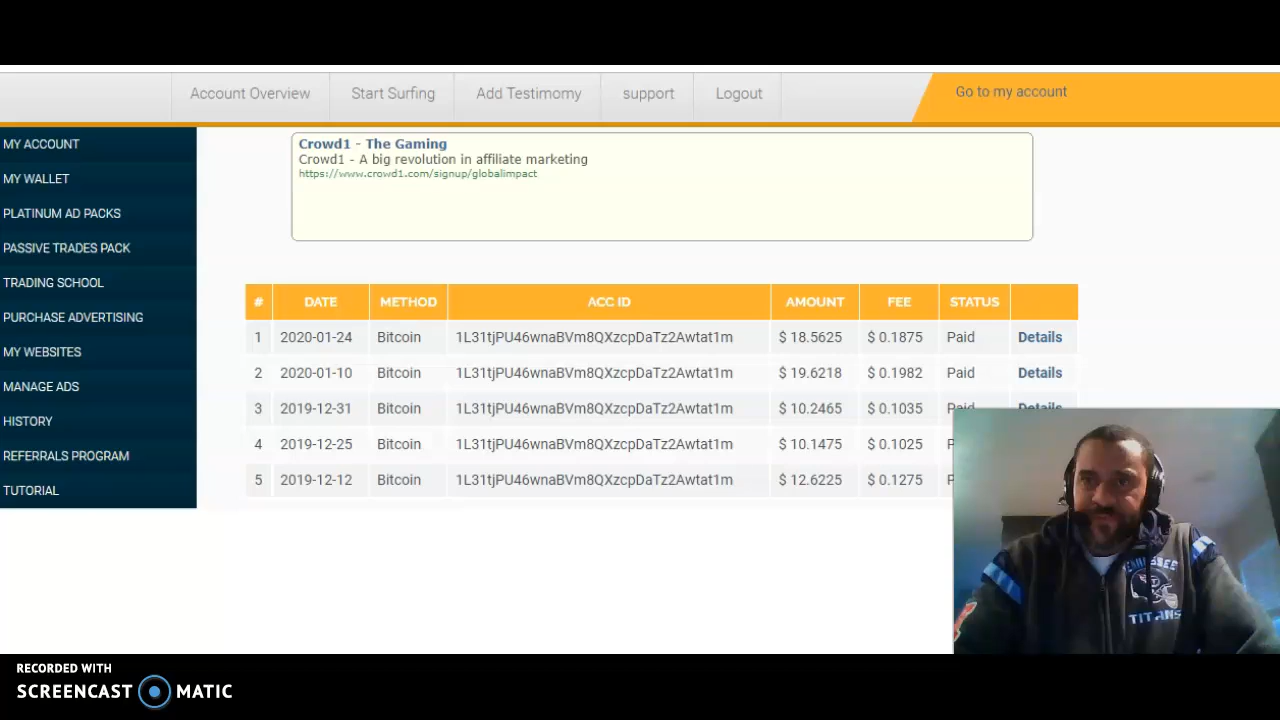 Account Overview Start Surfing Add Testimomy support Logout Go to my account
MY ACCOUNT
MY WALLET
PLATINUM AD PACKS
PASSIVE TRADES PACK
TRADING SCHOOL
PURCHASE ADVERTISING
MY WEBSITES
MANAGE ADS
HISTORY
REFERRALS PROGRAM
TUTORIAL
Crowd1 - The Gaming
Crowd1 - A big revolution in affiliate marketing
https://www.crowd1.com/signup/globalimpact
# DATE METHOD ACC ID AMOUNT FEE STATUS
1 2020-01-24 Bitcoin 1L31tjPU46wnaBVm8QXzcpDaTz2Awtat1m $ 18.5625 $ 0.1875 Paid Details
2 2020-01-10 Bitcoin 1L31tjPU46wnaBVm8QXzcpDaTz2Awtat1m $ 19.6218 $ 0.1982 Paid Details
3 2019-12-31 Bitcoin 1L31tjPU46wnaBVm8QXzcpDaTz2Awtat1m $ 10.2465 $ 0.1035 Paid Details
4 2019-12-25 Bitcoin 1L31tjPU46wnaBVm8QXzcpDaTz2Awtat1m $ 10.1475 $ 0.1025
5 2019-12-12 Bitcoin 1L31tjPU46wnaBVm8QXzcpDaTz2Awtat1m $ 12.6225 $ 0.1275
TENNESSEE
TITANS
RECORDED WITH
SCREENCAST MATIC